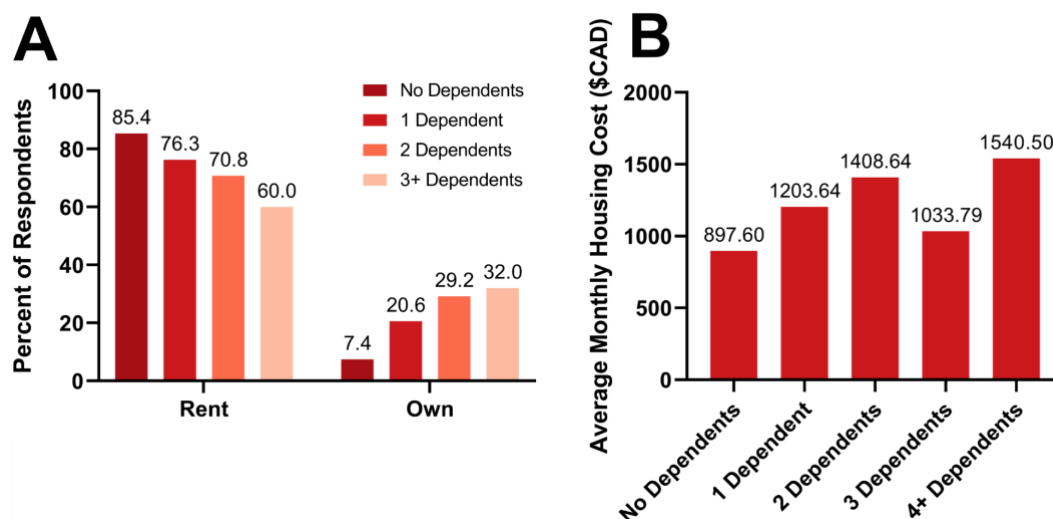 A
Percent of Respondents
100
80
60
40
20
0
85.4
76.3
70.8
60.0
7.4
20.6
29.2
32.0
Rent
Own
No Dependents
1 Dependent
2 Dependents
3+ Dependents
B
Average Monthly Housing Cost ($CAD)
2000
1500
1000
500
0
897.60
1203.64
1408.64
1033.79
1540.50
No Dependents
1 Dependent
2 Dependents
3 Dependents
4+ Dependents